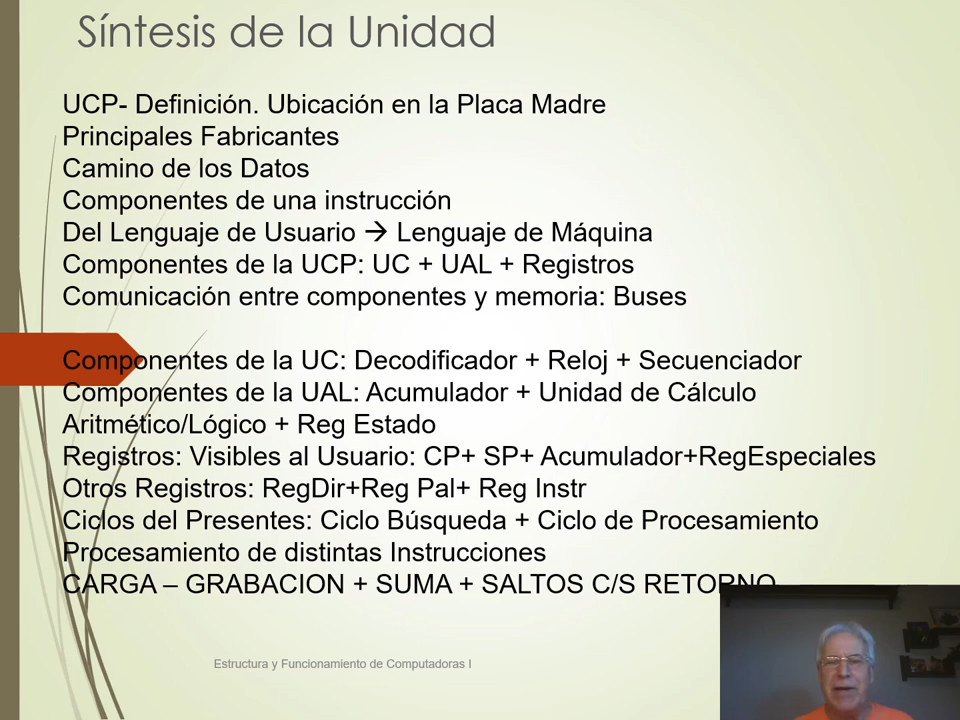 Síntesis de la Unidad
UCP- Definición. Ubicación en la Placa Madre
Principales Fabricantes
Camino de los Datos
Componentes de una instrucción
Del Lenguaje de Usuario → Lenguaje de Máquina
Componentes de la UCP: UC + UAL + Registros
Comunicación entre componentes y memoria: Buses
Componentes de la UC: Decodificador + Reloj + Secuenciador
Componentes de la UAL: Acumulador + Unidad de Cálculo
Aritmético/Lógico + Reg Estado
Registros: Visibles al Usuario: CP+ SP+ Acumulador+RegEspeciales
Otros Registros: RegDir+Reg Pal+ Reg Instr
Ciclos del Presentes: Ciclo Búsqueda + Ciclo de Procesamiento
Procesamiento de distintas Instrucciones
CARGA – GRABACION + SUMA + SALTOS C/S RETORNO
Estructura y Funcionamiento de Computadoras I